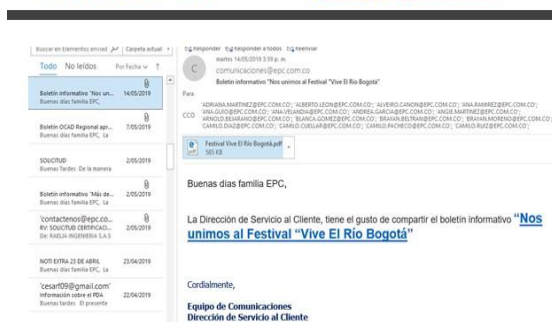 Buscar en Elementos enviad
Carpeta actual
Responder Responder a todos Reenviar
Todo No leídos Por Fecha
martes 14/05/2019 3:39 p. m.
C
comunicaciones@epc.com.co
Boletín informativo "Nos unimos al Festival "Vive El Río Bogotá"
Para
CCO
Boletín informativo "Nos un...
14/05/2019
Buenas días familia EPC,
Boletín OCAD Regional apr...
7/05/2019
Buenas días familia EPC, La
SOLICITUD
2/05/2019
Buenas Tardes De la manera
Boletín informativo "Más de...
2/05/2019
Buenas días familia EPC, La
'contactenos@epc.co...
RV: SOLICITUD CERTIFICACI...
2/05/2019
De: RAELJA INGENIERIA S.A.S
NOTI EXTRA 23 DE ABRIL
23/04/2019
Buenas días familia EPC, La
'cesarf09@gmail.com'
Información sobre el PDA
22/04/2019
Buenas tardes El presente
'ADRIANA.MARTINEZ@EPC.COM.CO'; 'ALBERTO.LEON@EPC.COM.CO'; 'ALVEIRO.CANON@EPC.COM.CO'; 'ANA.RAMIREZ@EPC.COM.CO';
'ANA.GUIO@EPC.COM.CO'; 'ANA.VELANDIA@EPC.COM.CO'; 'ANDREA.GARCIA@EPC.COM.CO'; 'ANGIE.MARTINEZ@EPC.COM.CO';
'ARNOLD.BEJARANO@EPC.COM.CO'; 'BLANCA.GOMEZ@EPC.COM.CO'; 'BRAYAN.BELTRAN@EPC.COM.CO'; 'BRAYAN.MORENO@EPC.COM.CO';
'CAMILO.DIAZ@EPC.COM.CO'; 'CAMILO.CUELLAR@EPC.COM.CO'; 'CAMILO.PACHECO@EPC.COM.CO'; 'CAMILO.RUIZ@EPC.COM.CO';
Festival Vive El Río Bogotá.pdf
505 KB
Buenas días familia EPC,
La Dirección de Servicio al Cliente, tiene el gusto de compartir el boletín informativo "Nos
unimos al Festival "Vive El Río Bogotá"
Cordialmente,
Equipo de Comunicaciones
Dirección de Servicio al Cliente